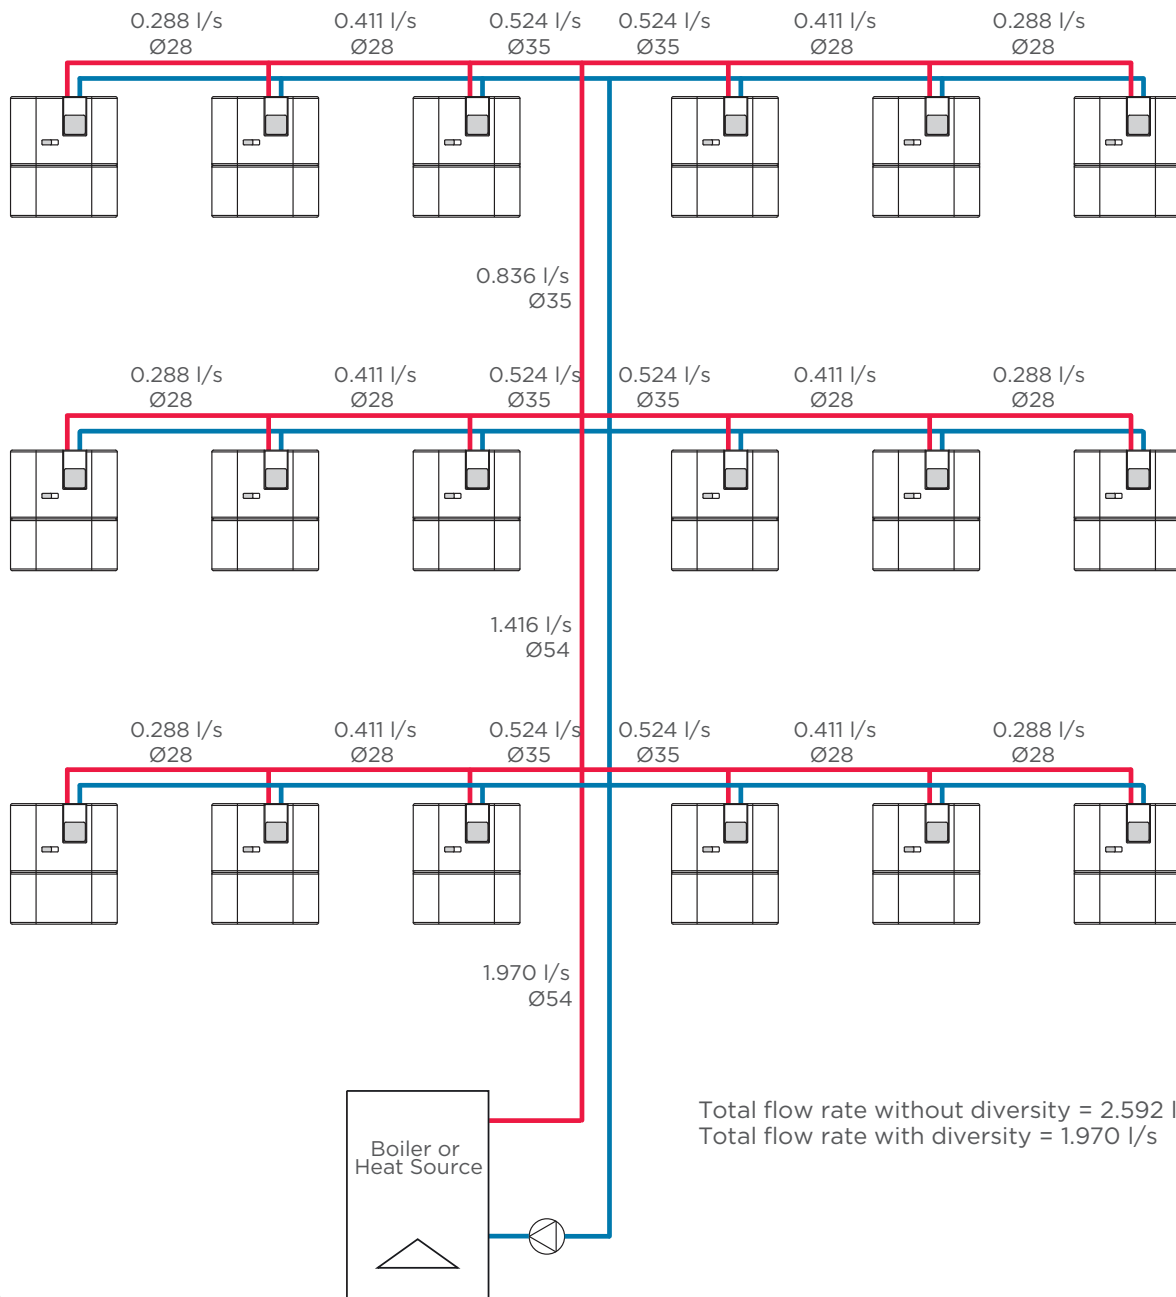 0.288 l/s 0.411 l/s 0.524 l/s 0.524 l/s 0.411 l/s 0.288 l/s
Ø28 Ø28 Ø35 Ø35 Ø28 Ø28
0.836 l/s
Ø35
0.288 l/s 0.411 l/s 0.524 l/s 0.524 l/s 0.411 l/s 0.288 l/s
Ø28 Ø28 Ø35 Ø35 Ø28 Ø28
1.416 l/s
Ø54
0.288 l/s 0.411 l/s 0.524 l/s 0.524 l/s 0.411 l/s 0.288 l/s
Ø28 Ø28 Ø35 Ø35 Ø28 Ø28
1.970 l/s
Ø54
Total flow rate without diversity = 2.592 l
Total flow rate with diversity = 1.970 l/s
Boiler or
Heat Source